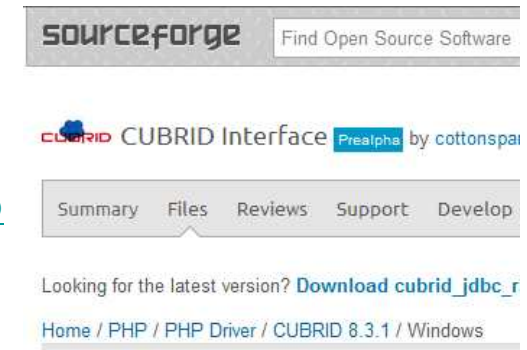 sourceforge Find Open Source Software
CUBRID CUBRID Interface Prealpha by
Summary Files Reviews Support Develop
Looking for the latest version? Download
Home / PHP / PHP Driver / CUBRID 8.3.1 / Windows